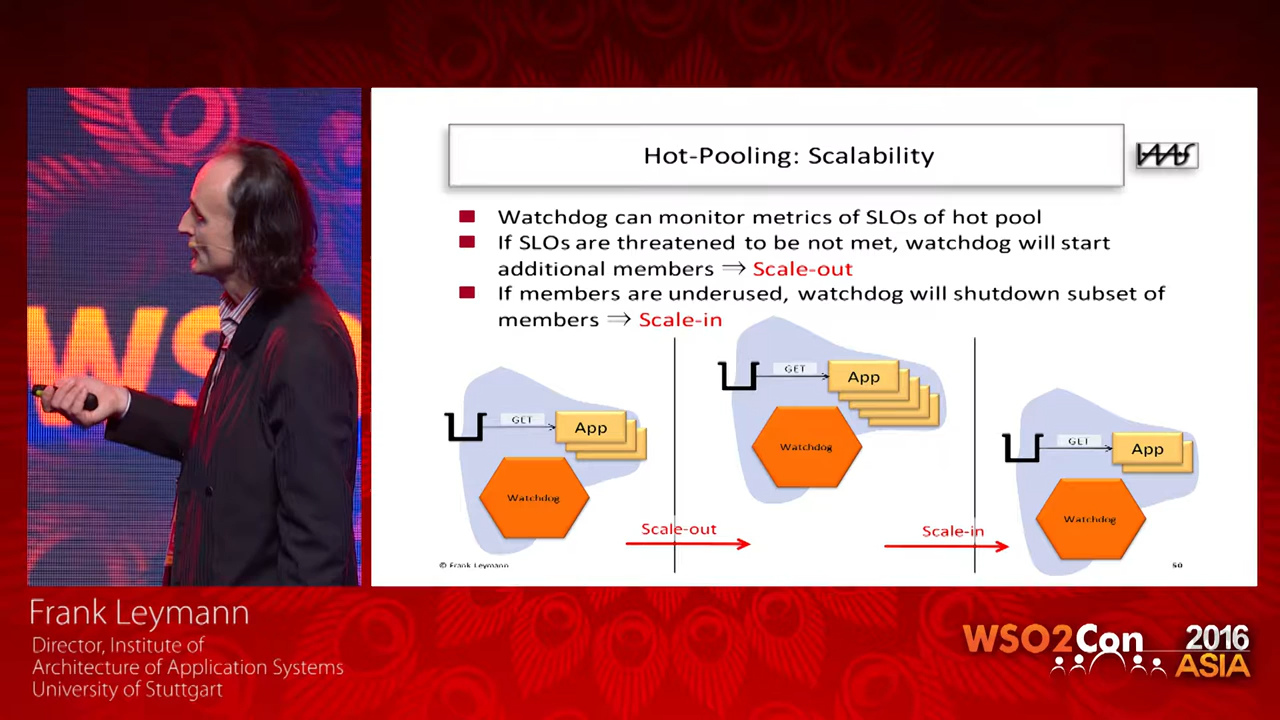 Hot-Pooling: Scalability
IAAS
Watchdog can monitor metrics of SLOs of hot pool
If SLOs are threatened to be not met, watchdog will start
additional members ⇒ Scale-out
If members are underused, watchdog will shutdown subset of
members ⇒ Scale-in
GET
App
Watchdog
Scale-out
GET
App
Watchdog
Scale-in
GET
App
Watchdog
© Frank Leymann
50
WSO
Frank Leymann
Director, Institute of
Architecture of Application Systems
University of Stuttgart
WSO2Con 2016
ASIA